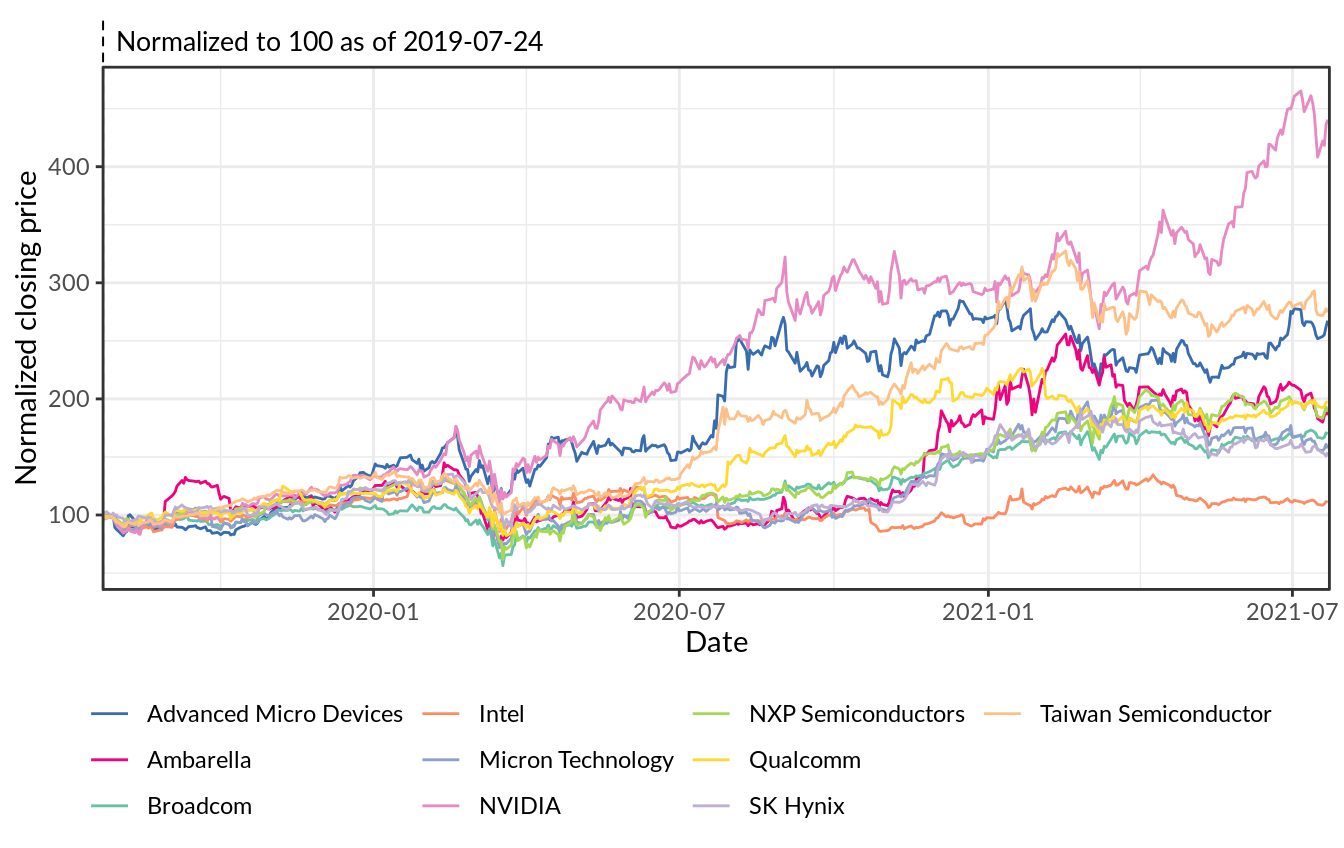 Normalized to 100 as of 2019-07-24
Normalized closing price
400
300
200
100
2020-01 2020-07 2021-01 2021-07
Date
Advanced Micro Devices Intel NXP Semiconductors Taiwan Semiconductor
Ambarella Micron Technology Qualcomm
Broadcom NVIDIA SK Hynix